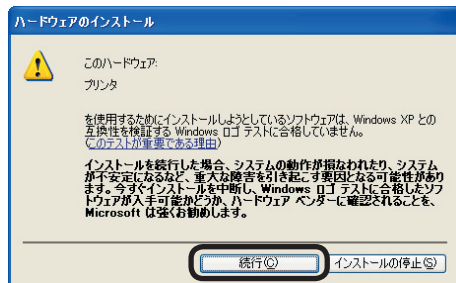 ハードウェアのインストール
このハードウェア:
プリンタ
を使用するためにインストールしようとしているソフトウェアは、Windows XP との
互換性を検証する Windows ロゴ テストに合格していません。
(このテストが重要である理由)
インストールを続行した場合、システムの動作が損なわれたり、システム
が不安定になるなど、重大な障害を引き起こす要因となる可能性があり
ます。今すぐインストールを中断し、Windows ロゴ テストに合格したソフ
トウェアが入手可能かどうか、ハードウェア ベンダーに確認されることを、
Microsoft は強くお勧めします。
続行(C) インストールの停止(S)